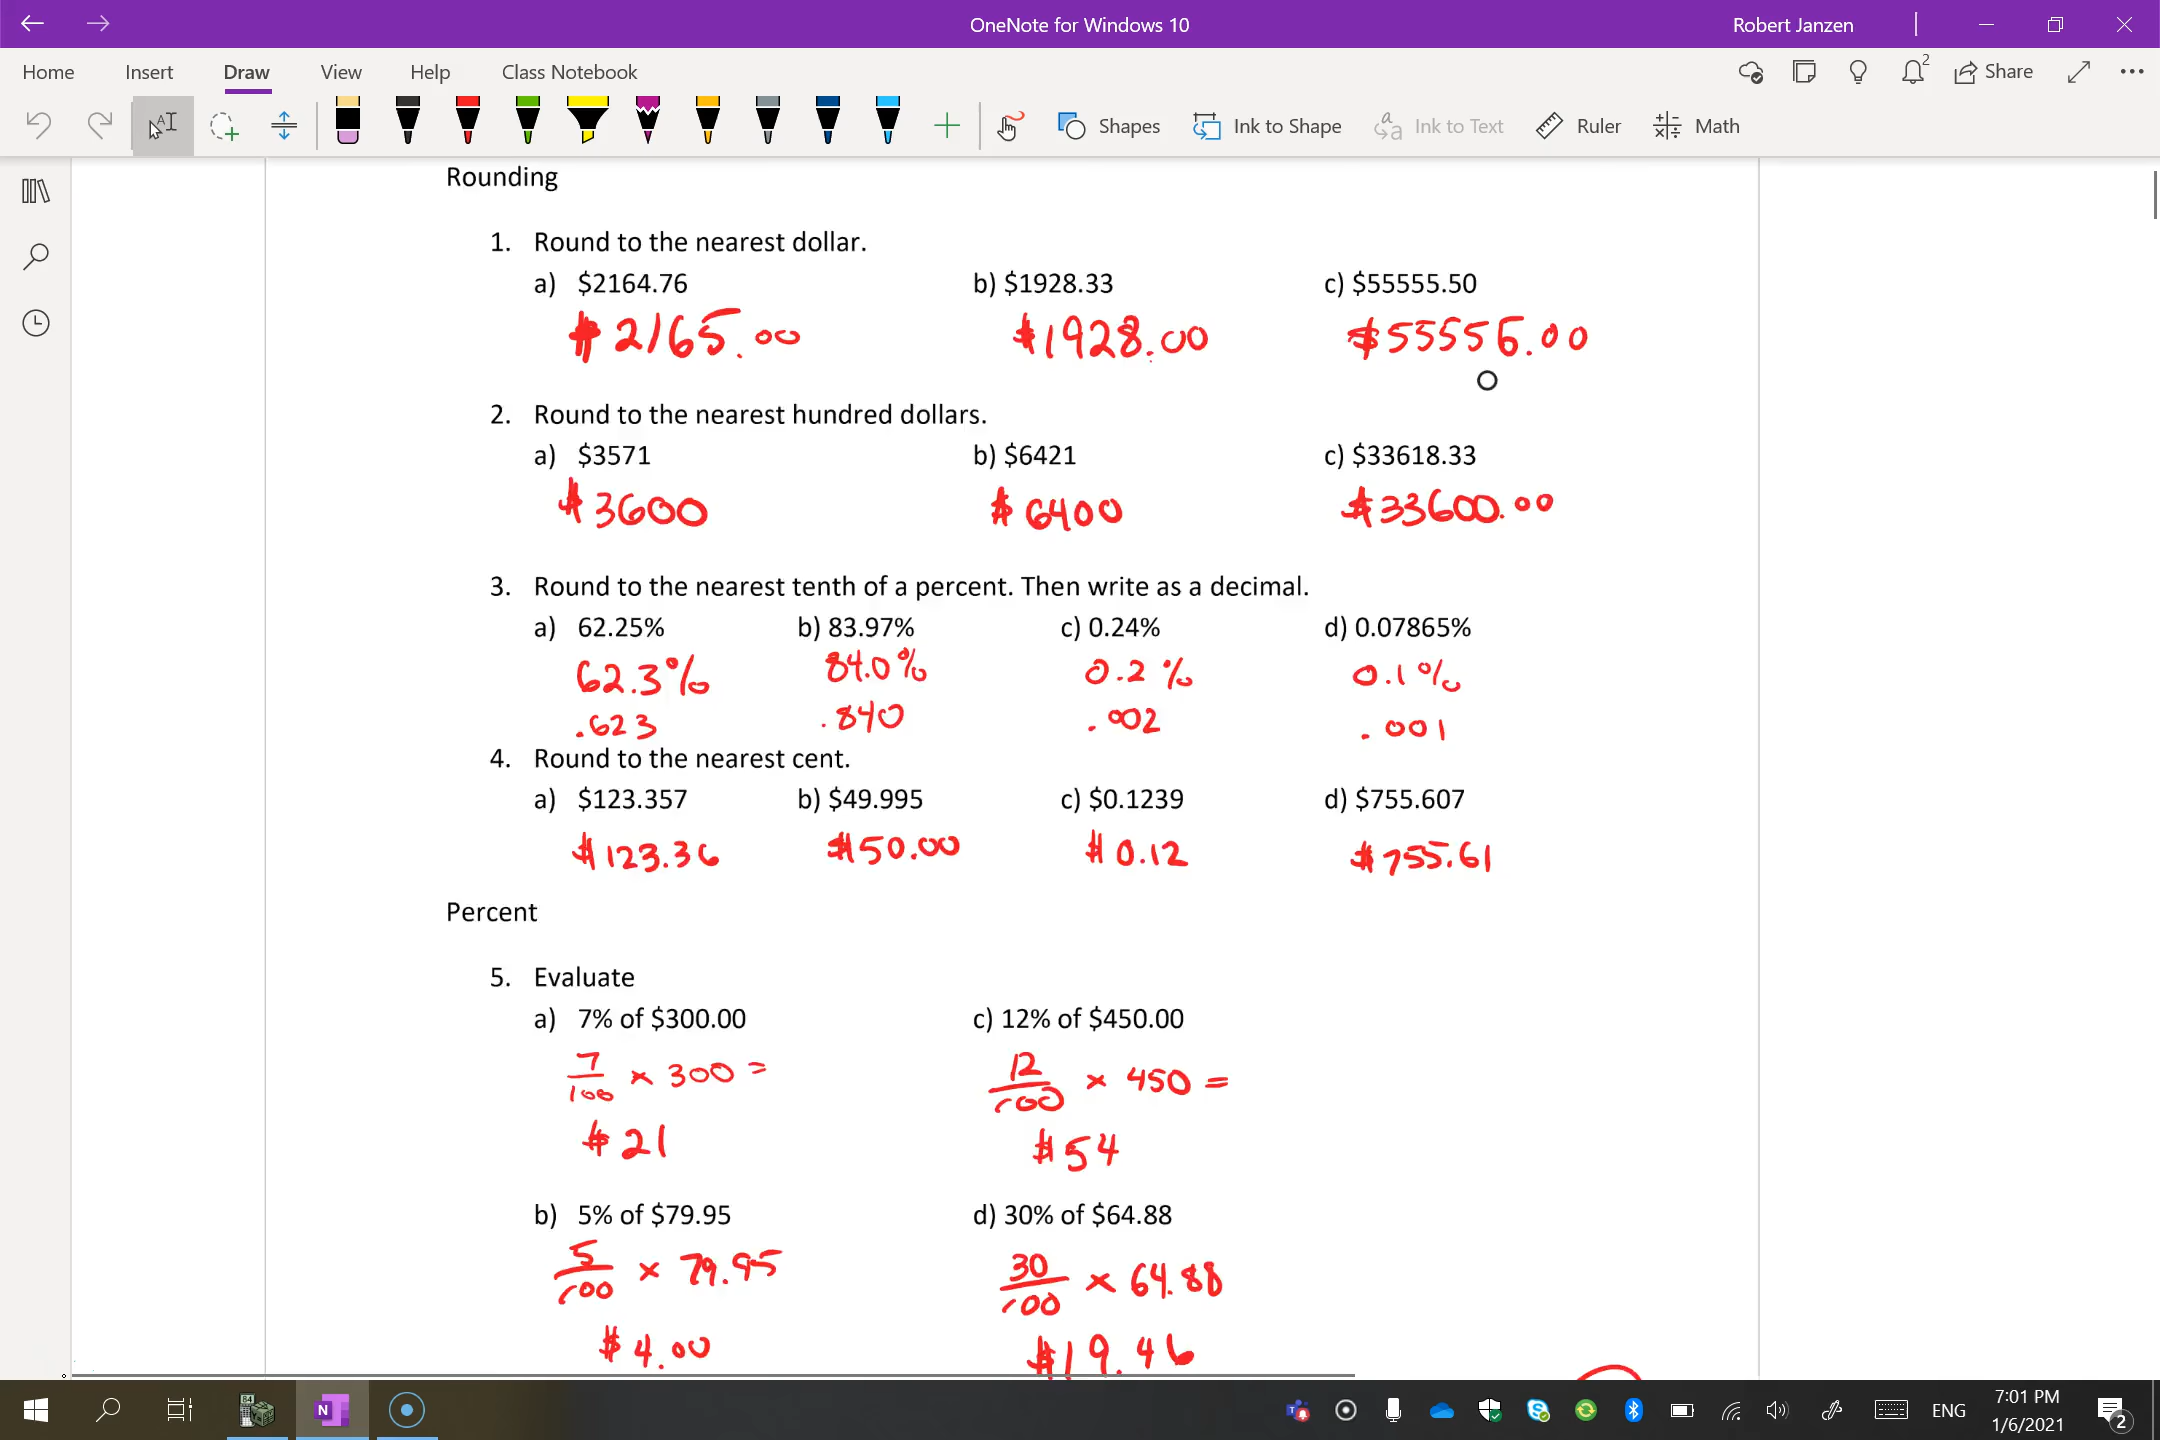 OneNote for Windows 10
Robert Janzen
Home Insert Draw View Help Class Notebook
2 Share
Shapes Ink to Shape Ink to Text Ruler Math
Rounding
1. Round to the nearest dollar.
a) $2164.76 b) $1928.33 c) $55555.50
$2165.00 $1928.00 $55556.00
2. Round to the nearest hundred dollars.
a) $3571 b) $6421 c) $33618.33
$3600 $6400 $33600.00
3. Round to the nearest tenth of a percent. Then write as a decimal.
a) 62.25% b) 83.97% c) 0.24% d) 0.07865%
62.3% 84.0% 0.2% 0.1%
.623 .840 .002 .001
4. Round to the nearest cent.
a) $123.357 b) $49.995 c) $0.1239 d) $755.607
$123.36 $50.00 $0.12 $755.61
Percent
5. Evaluate
a) 7% of $300.00 c) 12% of $450.00
7/100 × 300 = 12/100 × 450 =
$21 $54
b) 5% of $79.95 d) 30% of $64.88
5/100 × 79.95 30/100 × 64.88
$4.00 $19.46
84 N ENG 7:01 PM 2
1/6/2021